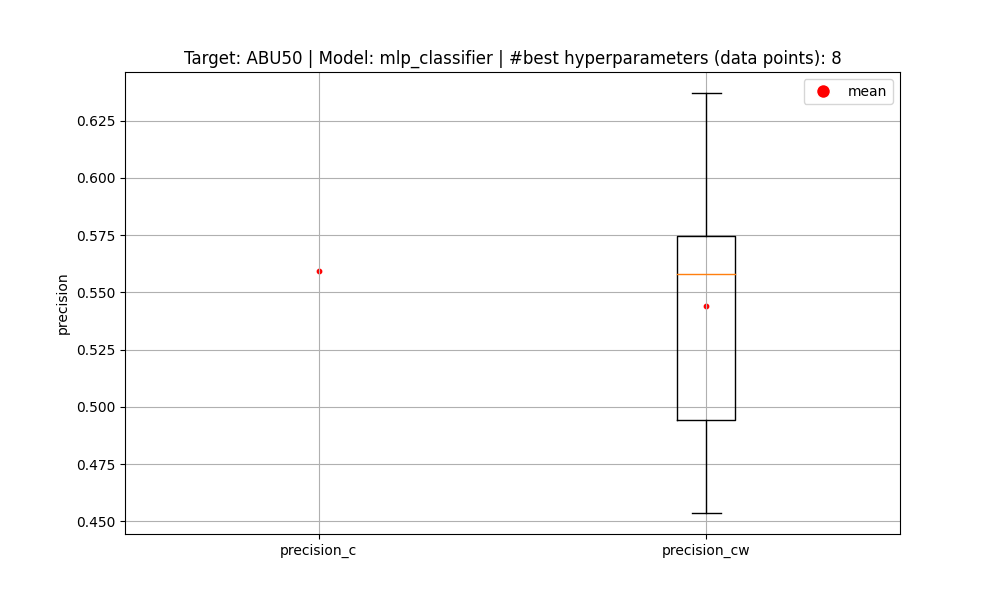 Target: ABU50 | Model: mlp_classifier | #best hyperparameters (data points): 8
mean
0.625
0.600
0.575
0.550
0.525
0.500
0.475
0.450
precision
precision_c
precision_cw